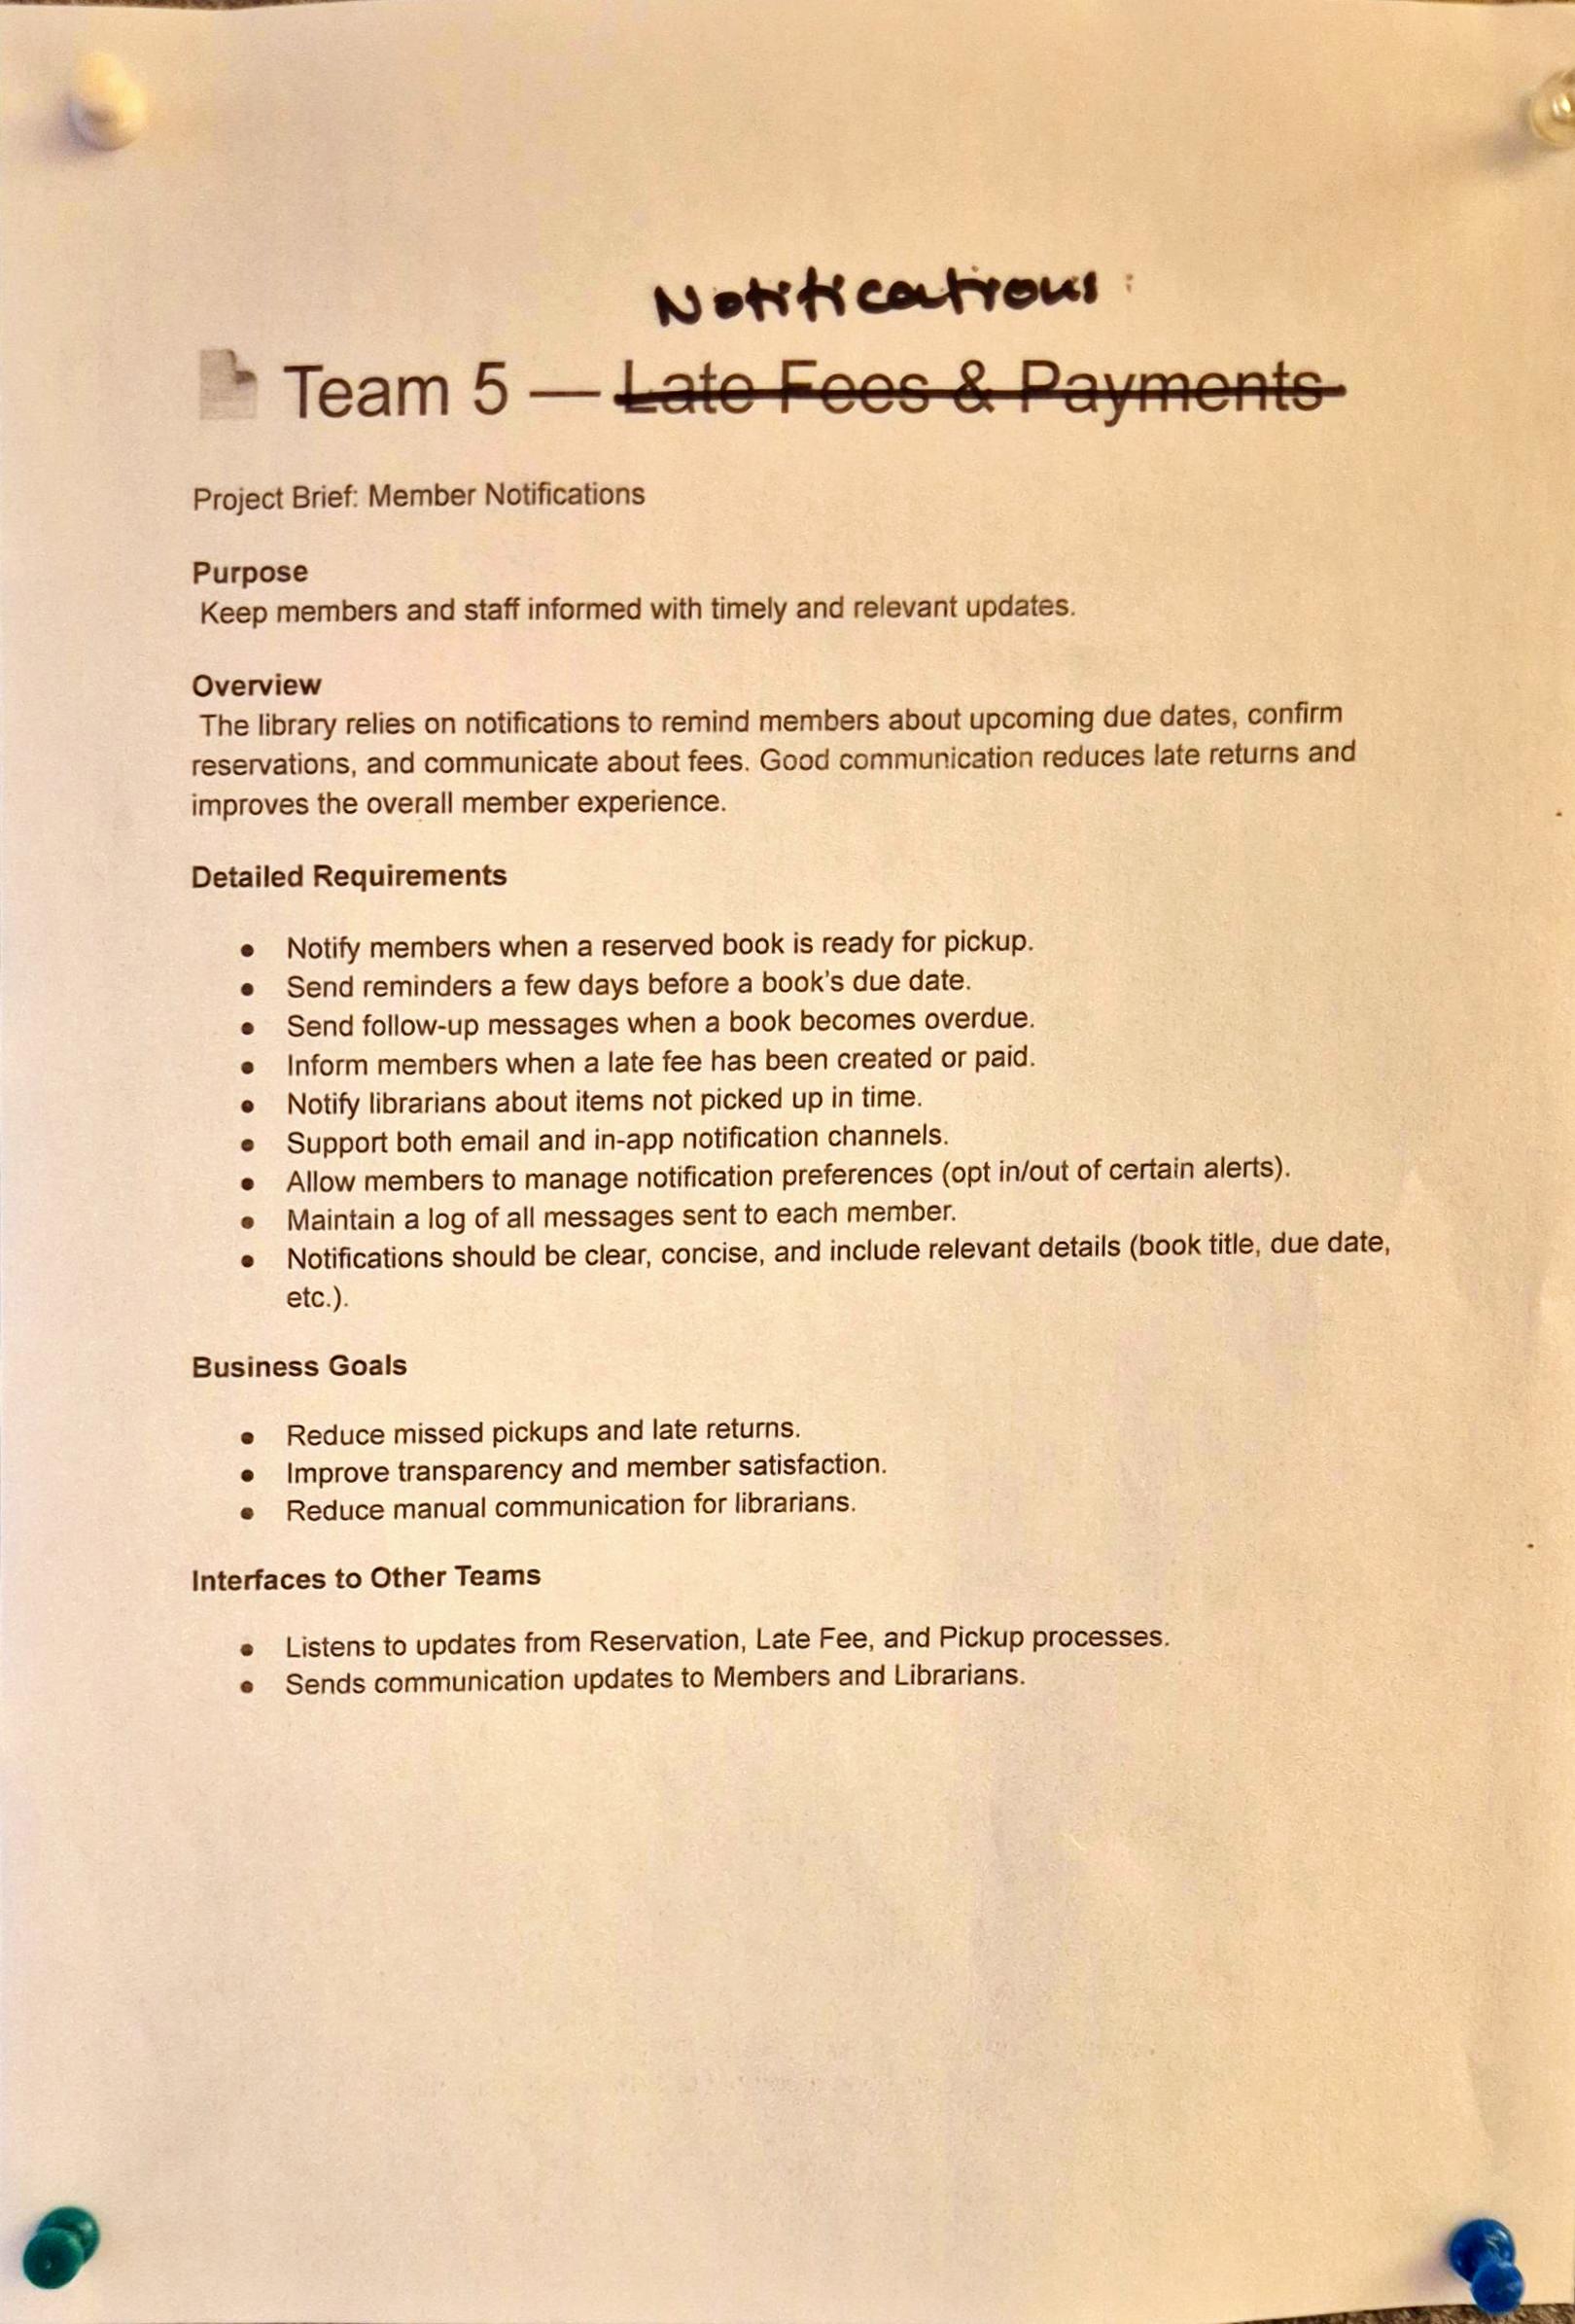 Notifications
Team 5 — Late Fees & Payments
Project Brief: Member Notifications
Purpose
Keep members and staff informed with timely and relevant updates.
Overview
The library relies on notifications to remind members about upcoming due dates, confirm
reservations, and communicate about fees. Good communication reduces late returns and
improves the overall member experience.
Detailed Requirements
• Notify members when a reserved book is ready for pickup.
• Send reminders a few days before a book's due date.
• Send follow-up messages when a book becomes overdue.
• Inform members when a late fee has been created or paid.
• Notify librarians about items not picked up in time.
• Support both email and in-app notification channels.
• Allow members to manage notification preferences (opt in/out of certain alerts).
• Maintain a log of all messages sent to each member.
• Notifications should be clear, concise, and include relevant details (book title, due date,
etc.).
Business Goals
• Reduce missed pickups and late returns.
• Improve transparency and member satisfaction.
• Reduce manual communication for librarians.
Interfaces to Other Teams
• Listens to updates from Reservation, Late Fee, and Pickup processes.
• Sends communication updates to Members and Librarians.